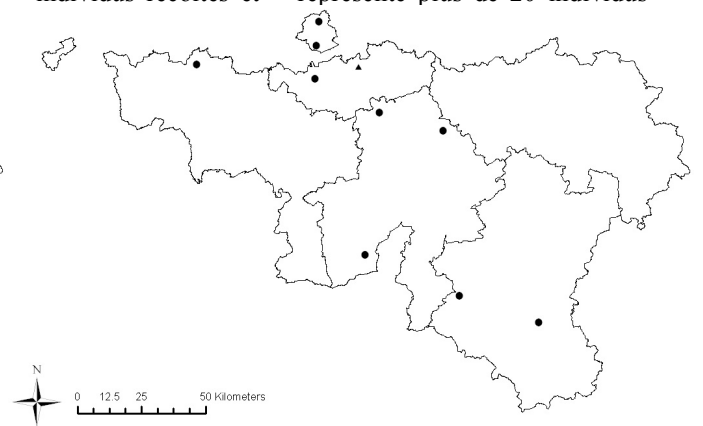 individus récoltés et représente plus de 20 individus
N
0 12.5 25 50 Kilometers